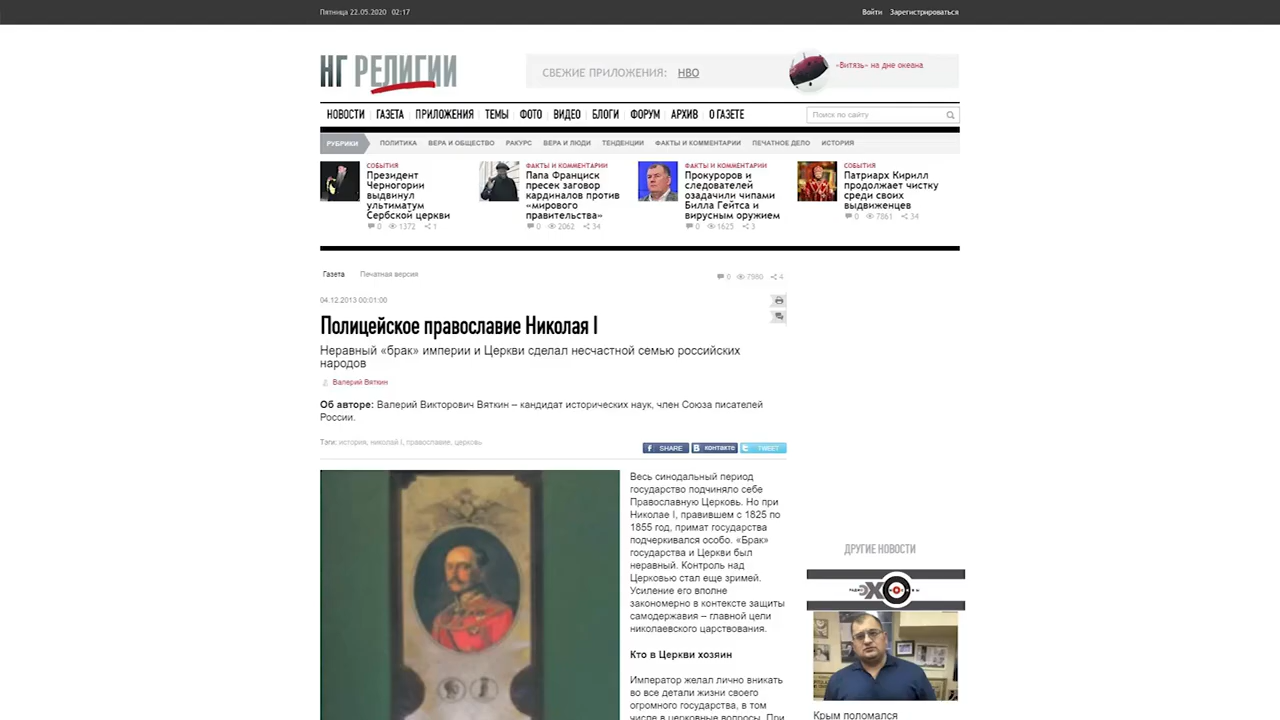 Пятница 22.05.2020 02:17
Войти Зарегистрироваться
НГ РЕЛИГИИ
СВЕЖИЕ ПРИЛОЖЕНИЯ: НВО
«Витязь» на дне океана
НОВОСТИ ГАЗЕТА ПРИЛОЖЕНИЯ ТЕМЫ ФОТО ВИДЕО БЛОГИ ФОРУМ АРХИВ О ГАЗЕТЕ
Поиск по сайту
РУБРИКИ ПОЛИТИКА ВЕРА И ОБЩЕСТВО РАКУРС ВЕРА И ЛЮДИ ТЕНДЕНЦИИ ФАКТЫ И КОММЕНТАРИИ ПЕЧАТНОЕ ДЕЛО ИСТОРИЯ
СОБЫТИЯ
Президент
Черногории
выдвинул
ультиматум
Сербской церкви
0 1372 1
ФАКТЫ И КОММЕНТАРИИ
Папа Франциск
пресек заговор
кардиналов против
«мирового
правительства»
0 2062 34
ФАКТЫ И КОММЕНТАРИИ
Прокуроров и
следователей
озадачили чипами
Билла Гейтса и
вирусным оружием
0 1625 3
СОБЫТИЯ
Патриарх Кирилл
продолжает чистку
среди своих
выдвиженцев
0 7861 34
Газета Печатная версия
0 7980 4
04.12.2013 00:01:00
Полицейское православие Николая I
Неравный «брак» империи и Церкви сделал несчастной семью российских
народов
Валерий Вяткин
Об авторе: Валерий Викторович Вяткин – кандидат исторических наук, член Союза писателей
России.
Тэги: история, николай I, православие, церковь
f SHARE
В контакте
t TWEET
Весь синодальный период
государство подчиняло себе
Православную Церковь. Но при
Николае I, правившем с 1825 по
1855 год, примат государства
подчеркивался особо. «Брак»
государства и Церкви был
неравный. Контроль над
Церковью стал еще зримей.
Усиление его вполне
закономерно в контексте защиты
самодержавия – главной цели
николаевского царствования.
Кто в Церкви хозяин
Император желал лично вникать
во все детали жизни своего
огромного государства, в том
числе в церковные вопросы. При
ДРУГИЕ НОВОСТИ
РАДИО ЭХО МОСКВЫ
Крым поломался